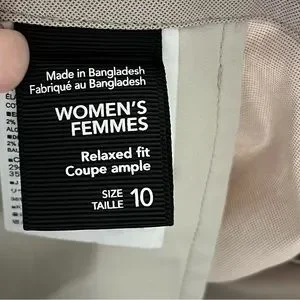 Made in Bangladesh
Fabriqué au Bangladesh
WOMEN'S
FEMMES
Relaxed fit
Coupe ample
SIZE
TAILLE 10